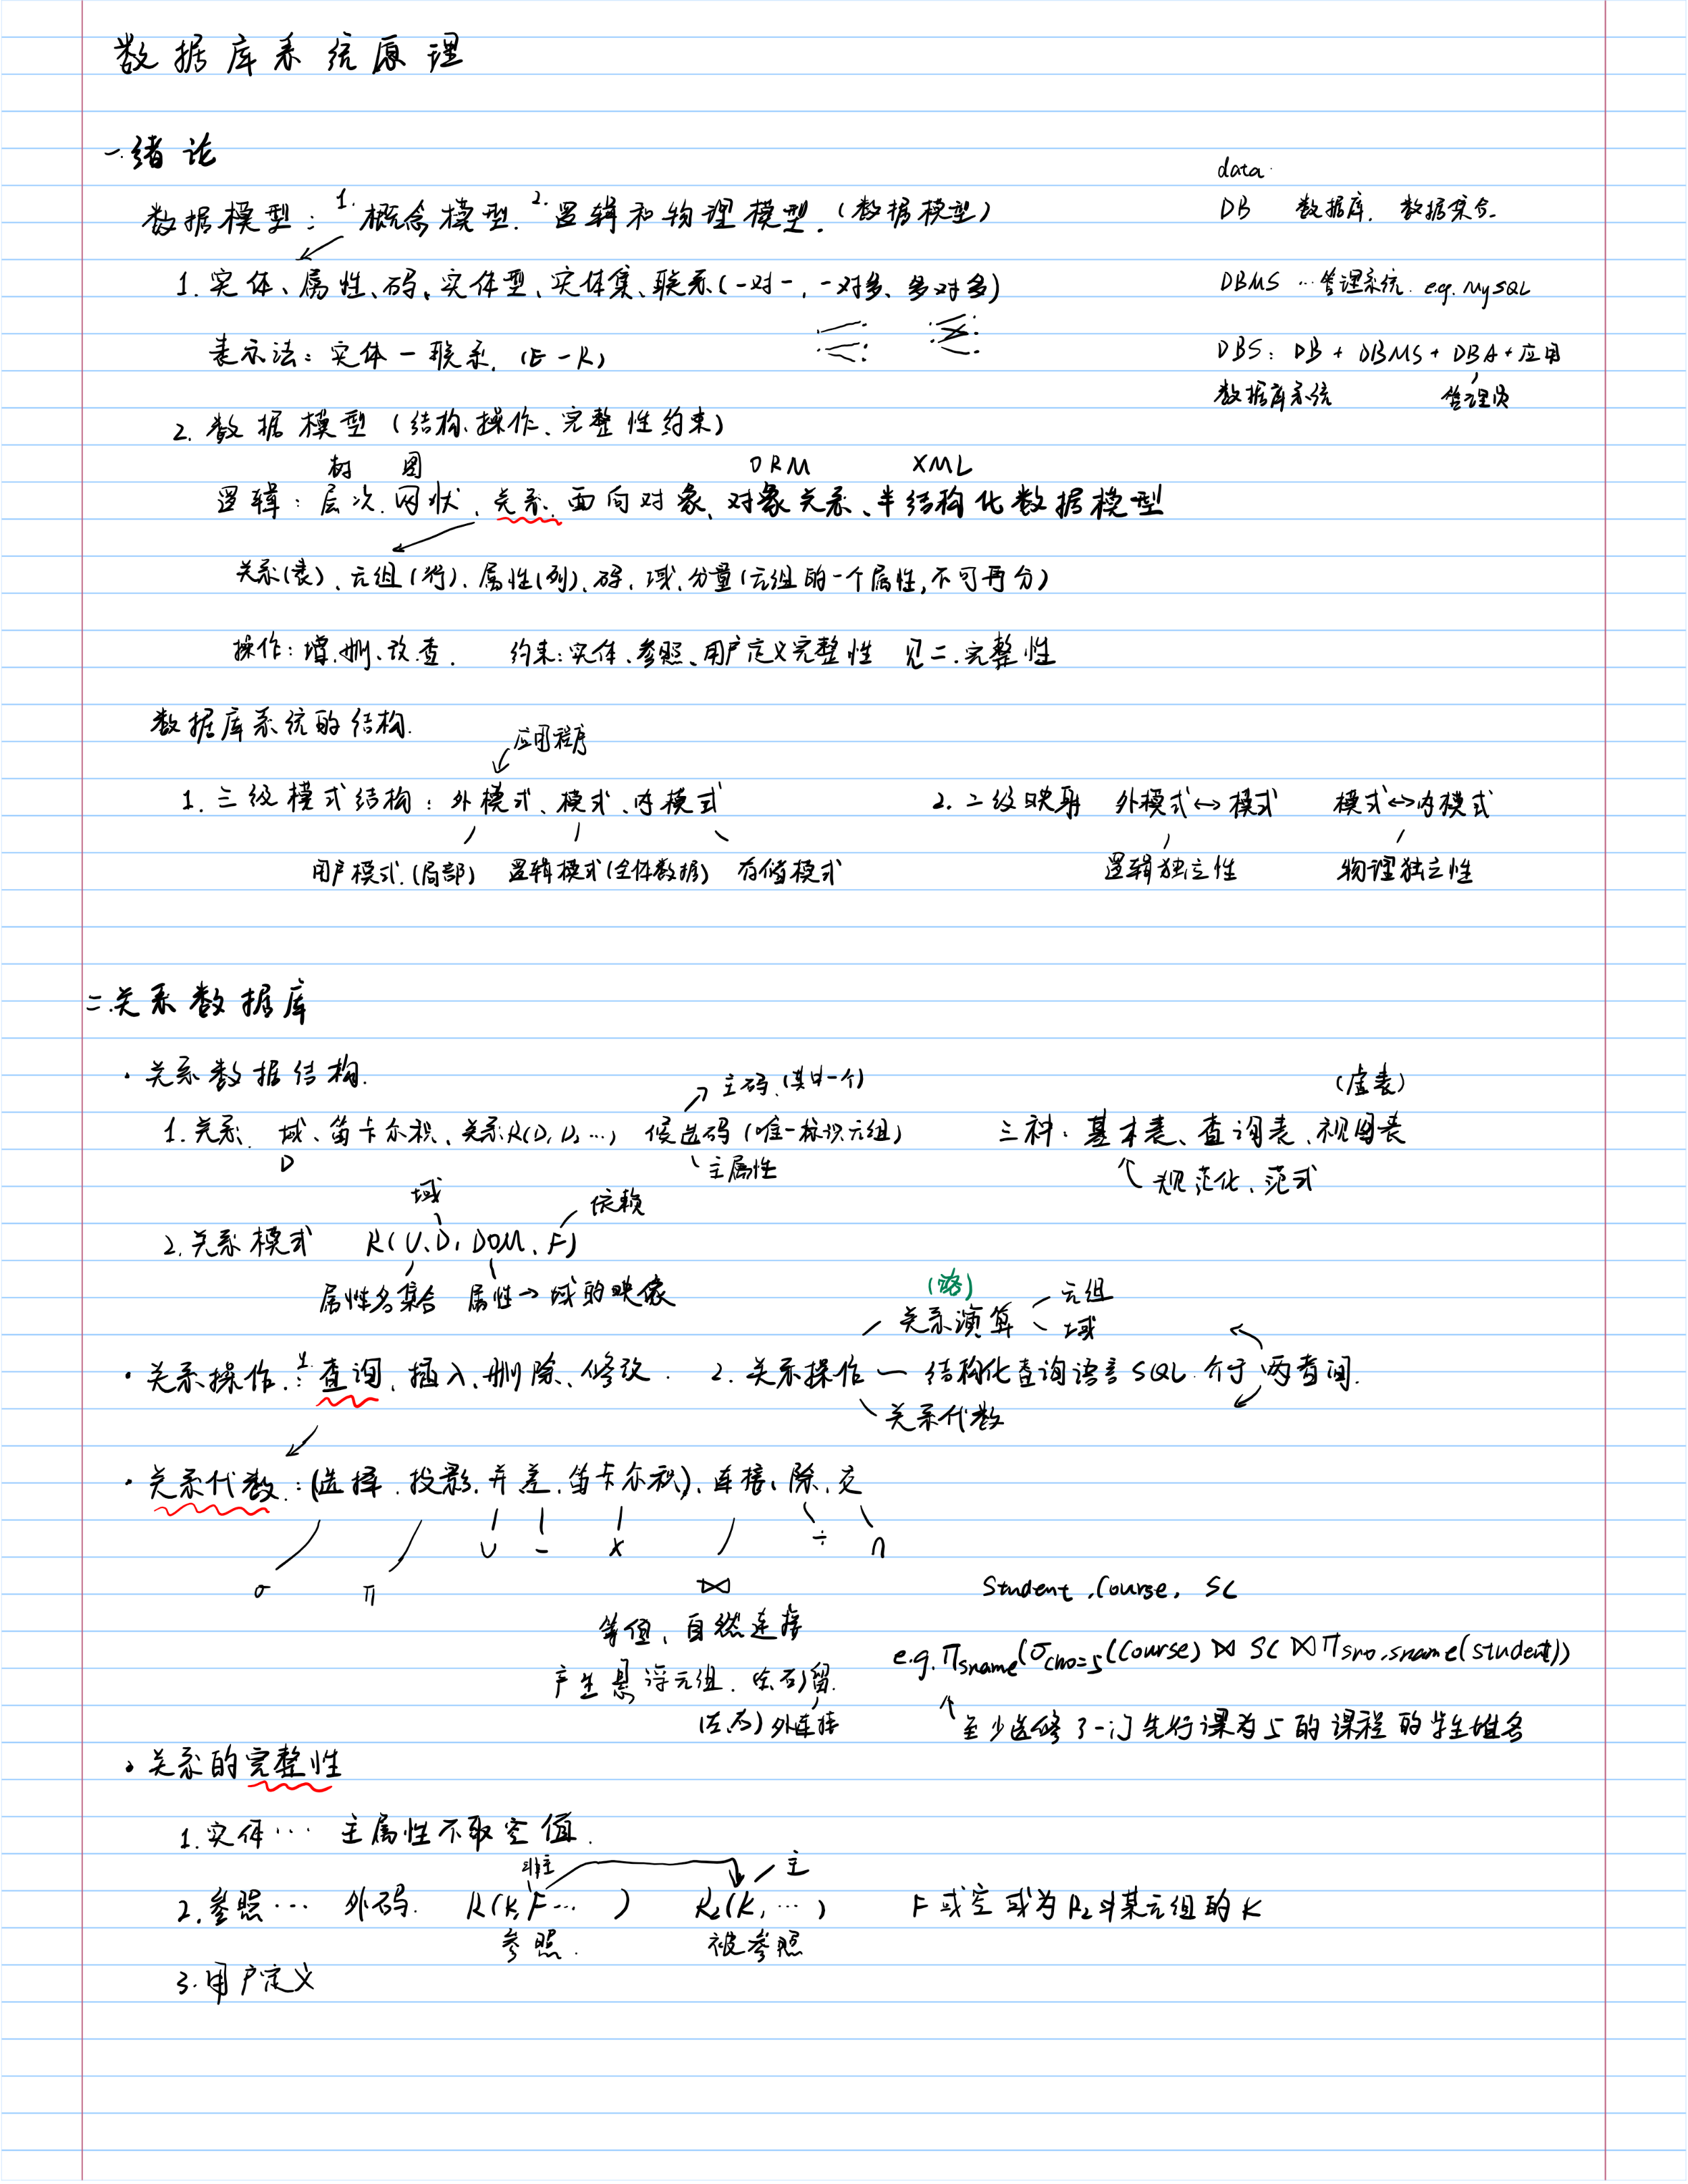 数据库系统原理
一.绪论
data
数据模型: 1.概念模型. 2.逻辑和物理模型.(数据模型)
DB 数据库. 数据集合.
1.实体、属性、码、实体型、实体集、联系(一对一,一对多、多对多)
DBMS …管理系统. e.g. MySQL
表示法: 实体一联系. (E-R)
DBS: DB + DBMS + DBA + 应用
数据库系统 管理员
2. 数据模型 (结构、操作、完整性约束)
树 图 ORM XML
逻辑: 层次. 网状、关系. 面向对象、对象关系、半结构化数据模型
关系(表)、元组(行)、属性(列)、码、域、分量(元组的一个属性,不可再分)
操作: 增、删、改、查. 约束: 实体、参照、用户定义完整性 见二.完整性
数据库系统的结构.
应用程序
1. 三级模式结构: 外模式、模式、内模式
2. 二级映射 外模式↔模式 模式↔内模式
用户模式.(局部) 逻辑模式(全体数据) 存储模式
逻辑独立性 物理独立性
二.关系数据库
· 关系数据结构.
主码.(其中一个)
(虚表)
1.关系. 域、笛卡尔积、关系R(D, D, …) 候选码(唯一标识元组)
三种: 基本表、查询表、视图表
D 主属性
规范化、范式
域 依赖
2.关系模式 R(U、D, DOM、F)
属性名集合 属性→域的映像
(略)
关系演算 元组
域
· 关系操作.: 1.查询、插入、删除、修改. 2. 关系操作 — 结构化查询语言SQL 介于两者间.
关系代数
· 关系代数.: (选择. 投影. 并. 差. 笛卡尔积)、连接、除、交
∪ - × ÷ ∩
σ π ⋈
Student, Course, SC
等值、自然连接
e.g. Πsname(σcno=5(Course) ⋈ SC ⋈ Πsno.sname(student))
产生悬浮元组.
(左、右)外连接
至少选修了一门先行课为5的课程的学生姓名
· 关系的完整性
1.实体… 主属性不取空值.
非主 主
2.参照… 外码. R(K,F… ) R₂(K, …) F或空或为R₂中某元组的K
参照. 被参照
3.用户定义